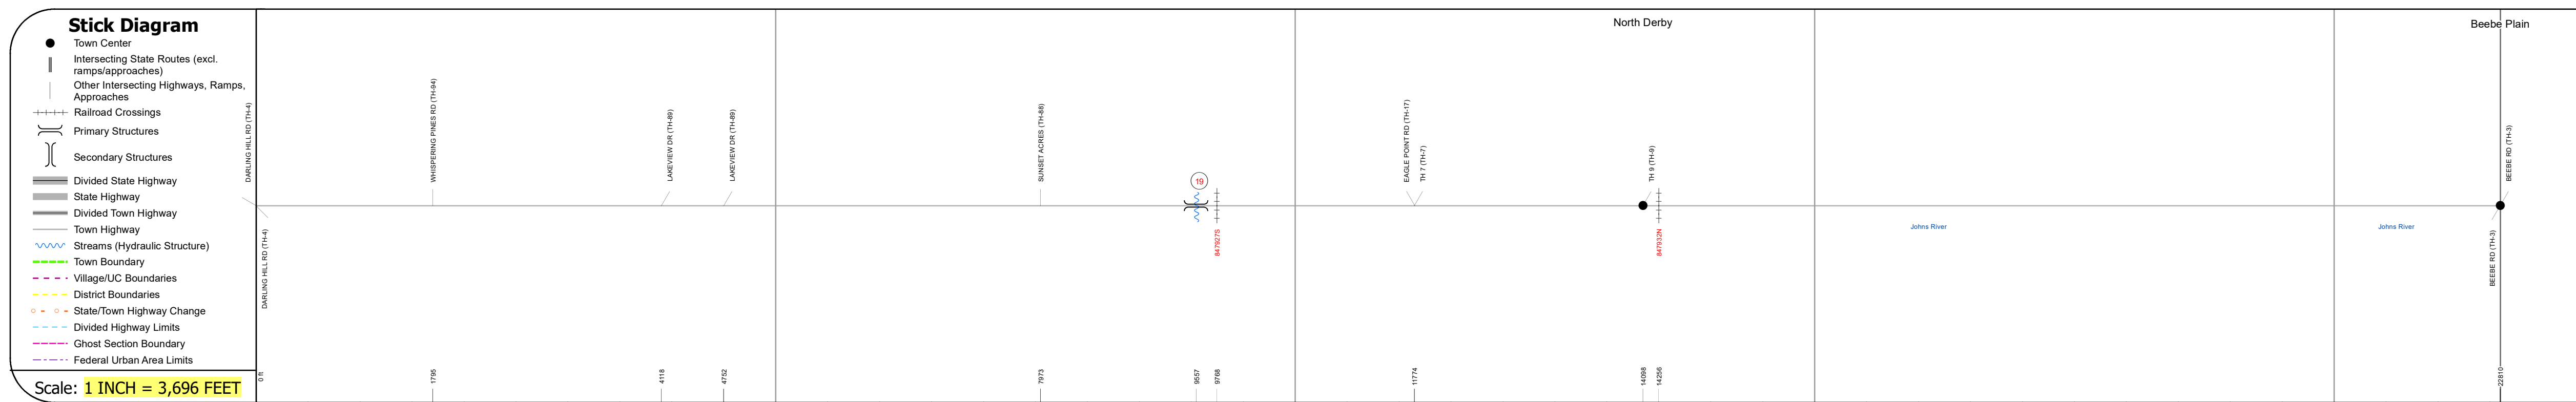 Stick Diagram
Town Center
Intersecting State Routes (excl.
ramps/approaches)
Other Intersecting Highways, Ramps,
Approaches
Railroad Crossings
Primary Structures
Secondary Structures
Divided State Highway
State Highway
Divided Town Highway
Town Highway
Streams (Hydraulic Structure)
Town Boundary
Village/UC Boundaries
District Boundaries
State/Town Highway Change
Divided Highway Limits
Ghost Section Boundary
Federal Urban Area Limits
Scale: 1 INCH = 3,696 FEET
North Derby
Beebe Plain
DARLING HILL RD (TH-4)
WHISPERING PINES RD (TH-94)
LAKEVIEW DR (TH-89)
LAKEVIEW DR (TH-89)
SUNSET ACRES (TH-88)
19
EAGLE POINT RD (TH-17)
TH 7 (TH-7)
TH 9 (TH-9)
BEEBE RD (TH-3)
DARLING HILL RD (TH-4)
847927S
847932N
Johns River
Johns River
BEEBE RD (TH-3)
0 ft
1795
4118
4752
7973
9557
9768
11774
14098
14256
22810